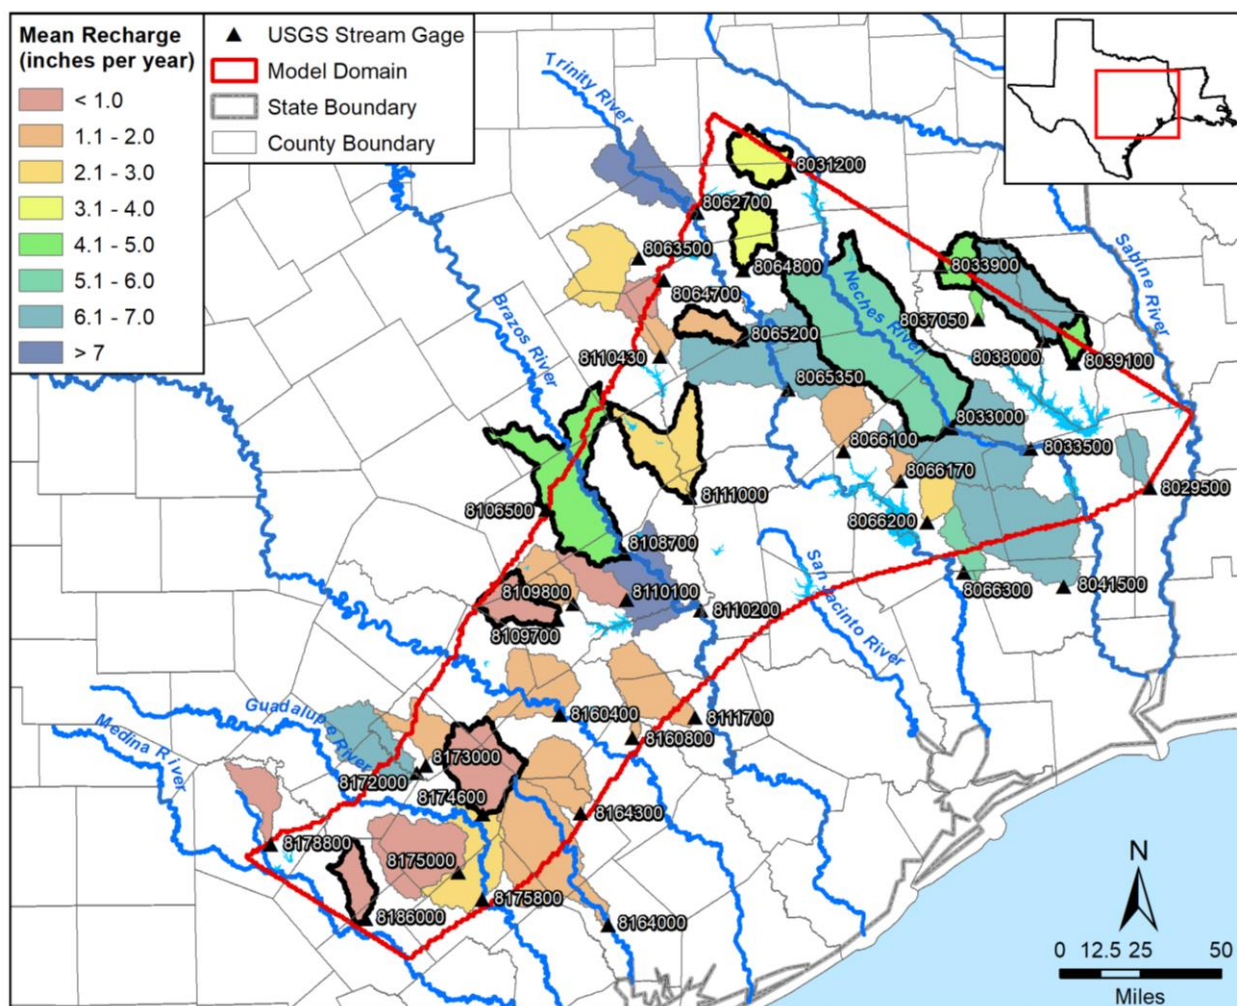 Mean Recharge
(inches per year)
< 1.0
1.1 - 2.0
2.1 - 3.0
3.1 - 4.0
4.1 - 5.0
5.1 - 6.0
6.1 - 7.0
> 7
USGS Stream Gage
Model Domain
State Boundary
County Boundary
Trinity River
8031200
8062700
8063500
8064800
8033900
Sabine River
8064700
Neches River
Brazos River
8037050
8065200
8110430
8038000
8039100
8065350
8033000
8066100
8033500
8066170
8029500
8111000
8106500
8066200
8108700
San Jacinto River
8066300
8041500
8109800
8110100
8110200
8109700
Guadalupe River
Medina River
8160400
8111700
8160800
8173000
8172000
8174600
8164300
8178800
8175000
8175800
8186000
8164000
N
0 12.5 25 50
Miles